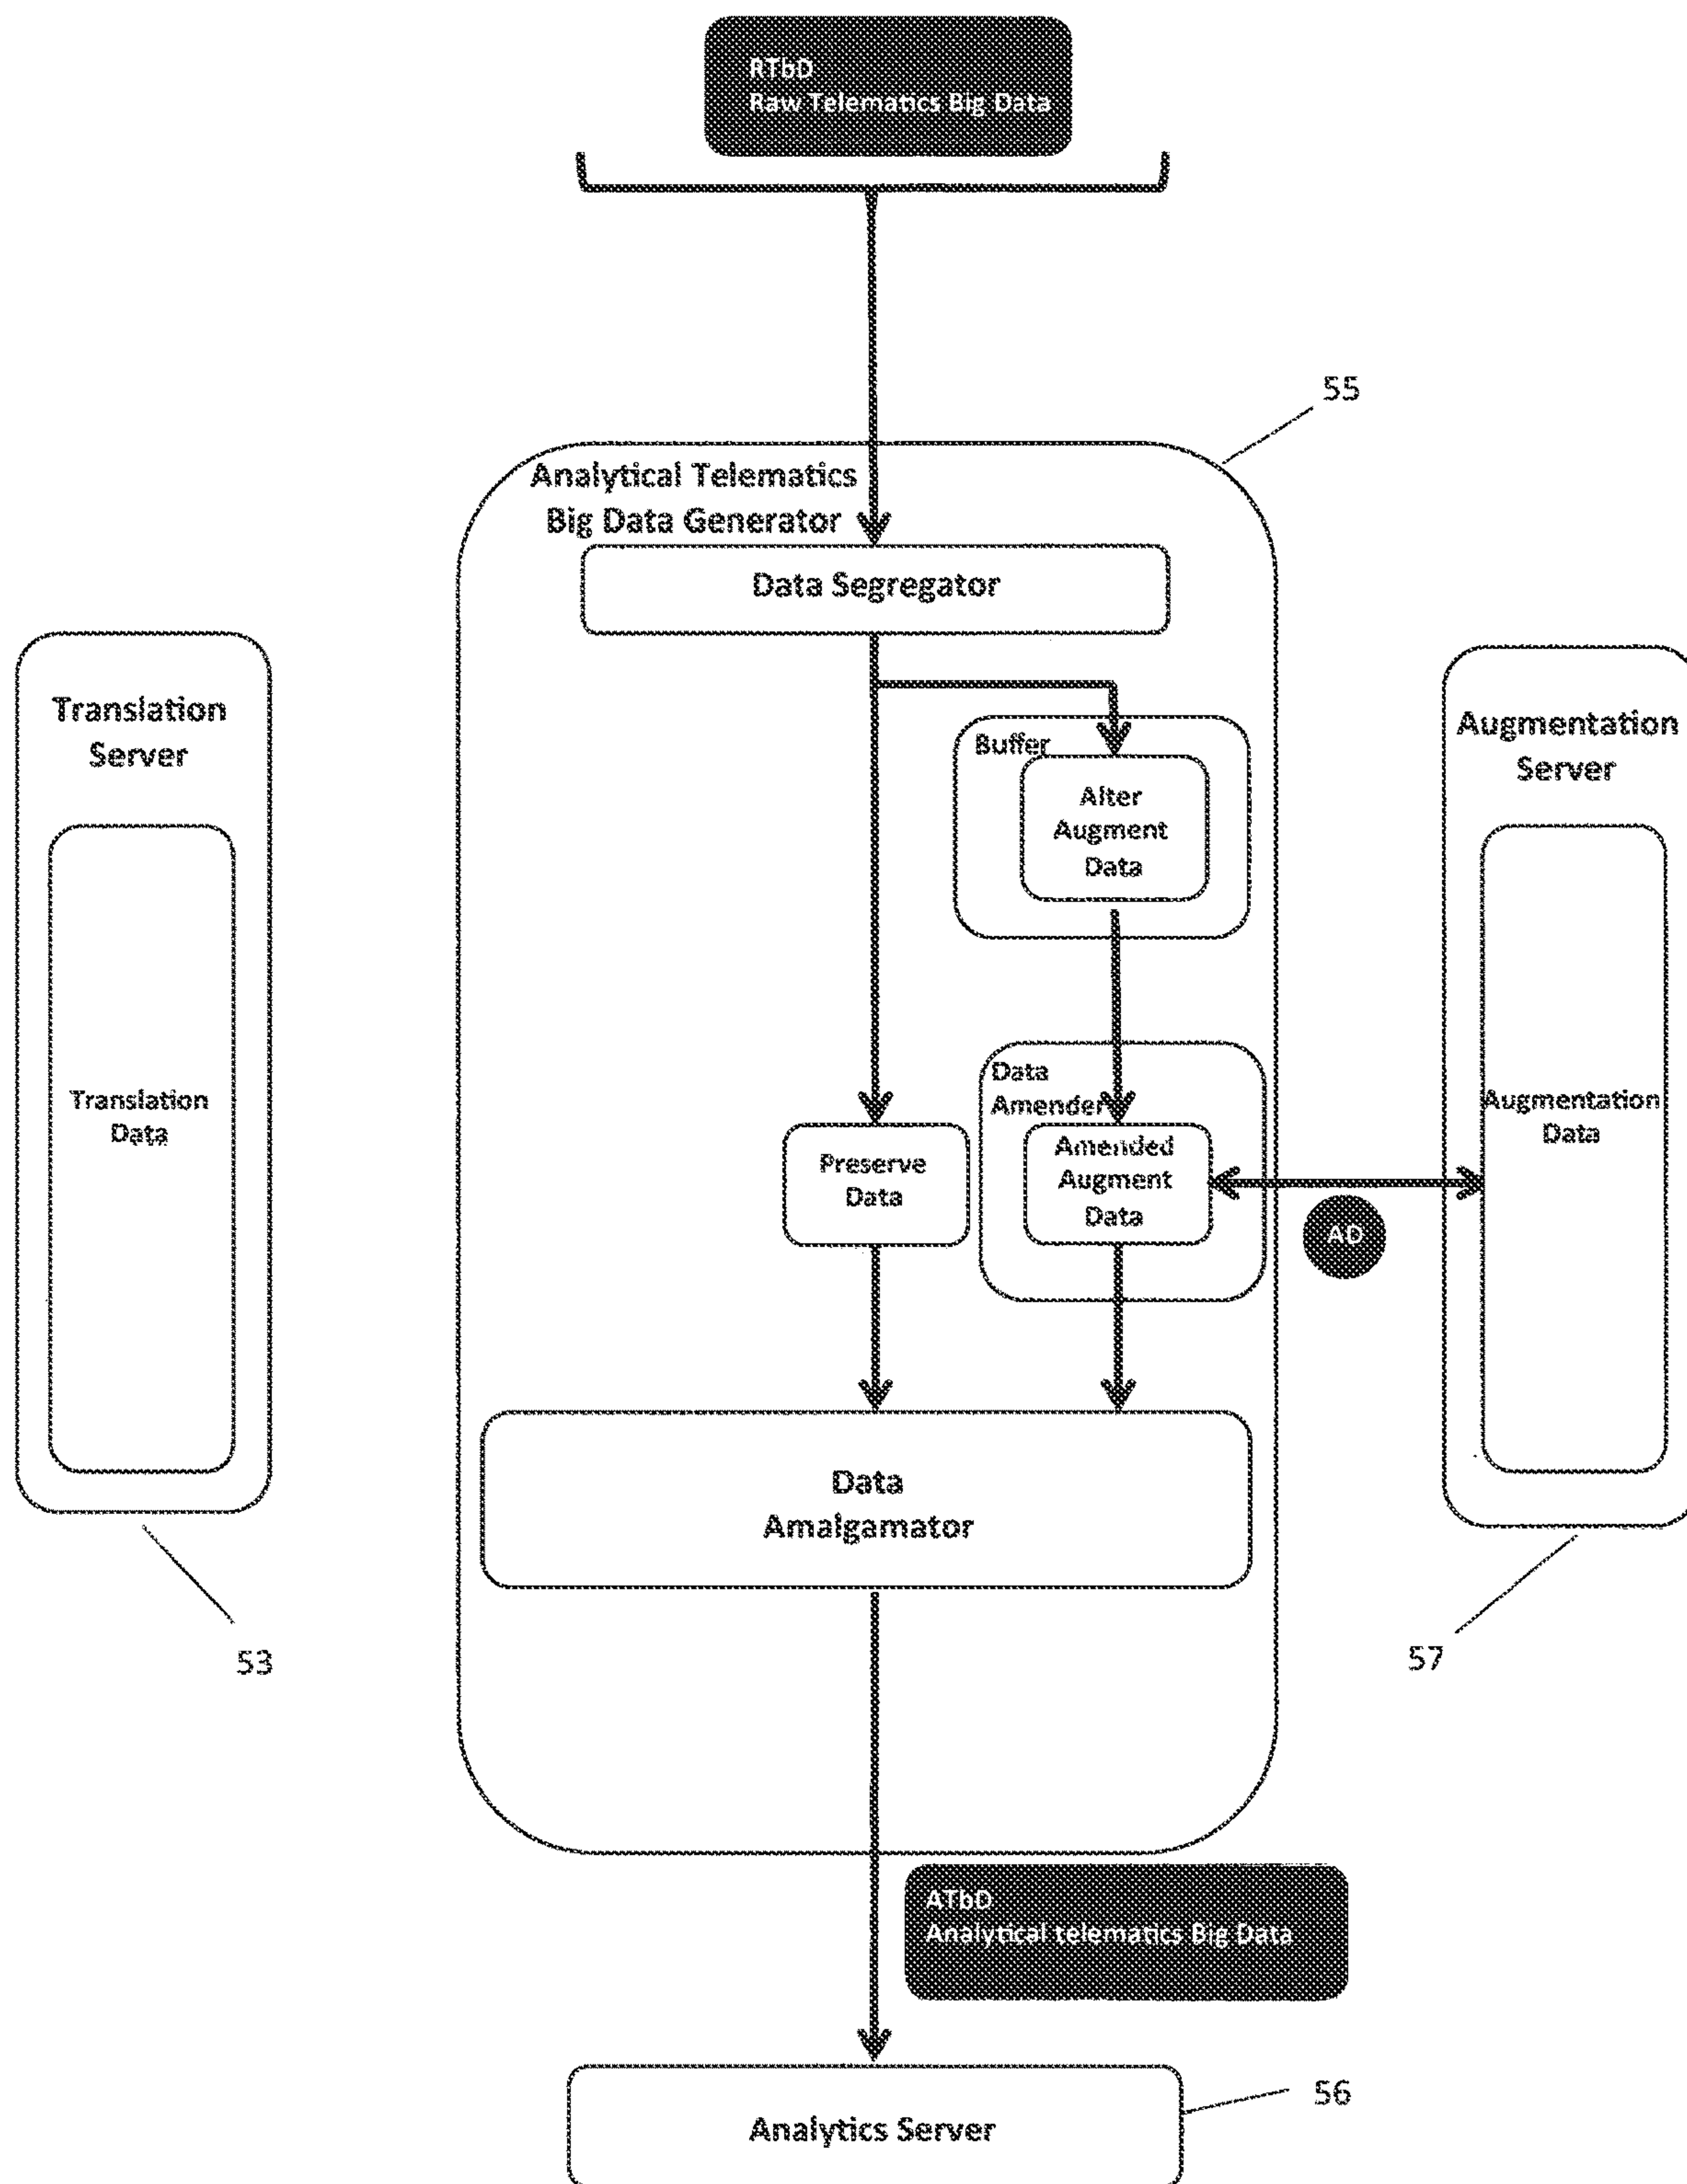 RTbD
Raw Telematics Big Data
55
Analytical Telematics
Big Data Generator
Data Segregator
Translation
Server
Buffer
Alter
Augment
Data
Augmentation
Server
Translation
Data
Data
Amender
Preserve
Data
Amended
Augment
Data
Augmentation
Data
AD
Data
Amalgamator
53
57
ATbD
Analytical telematics Big Data
56
Analytics Server